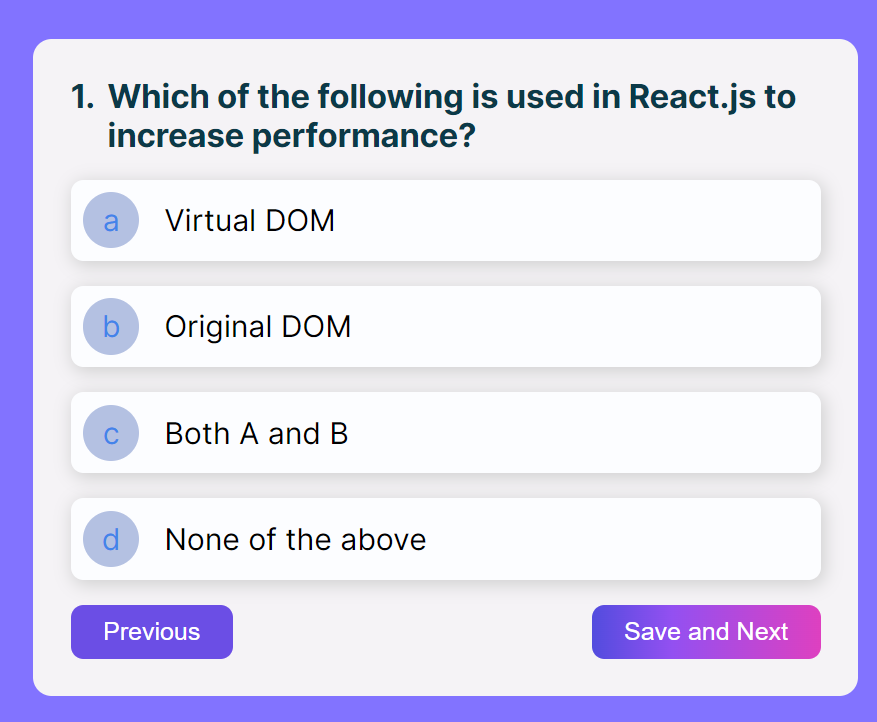 1. Which of the following is used in React.js to
increase performance?
a Virtual DOM
b Original DOM
c Both A and B
d None of the above
Previous Save and Next